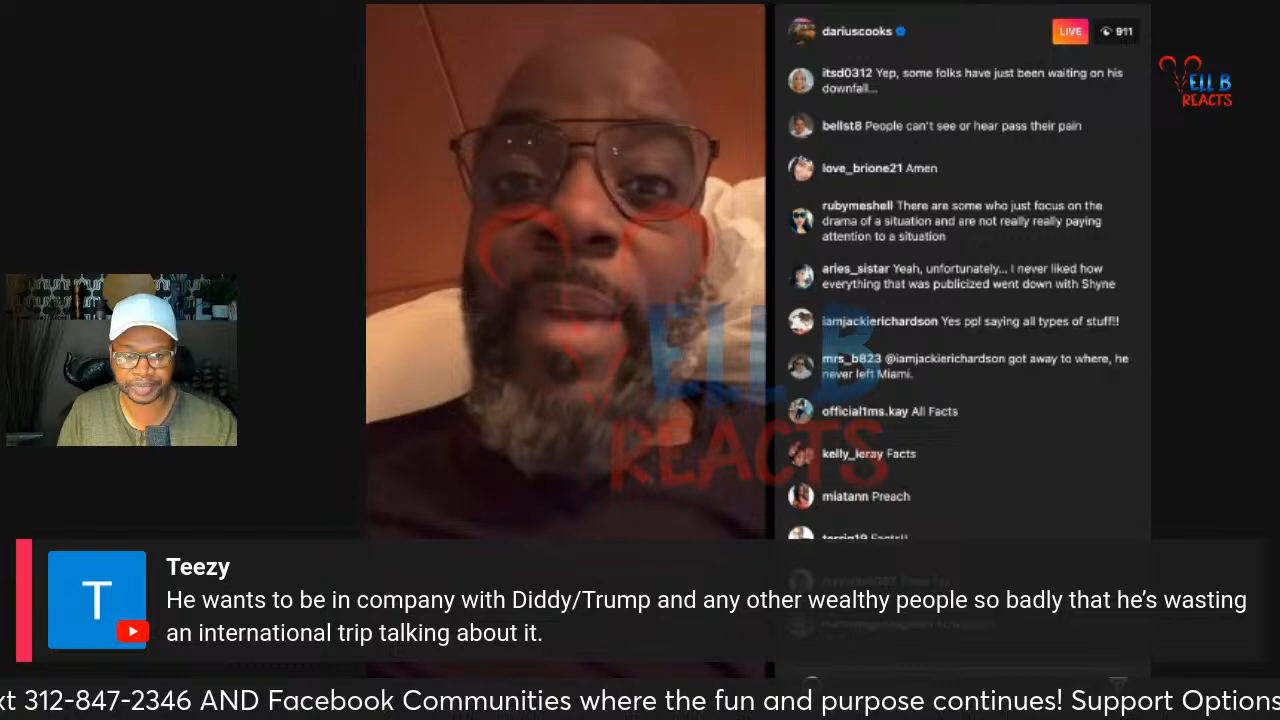 dariuscooks
LIVE
911
itsd0312 Yep, some folks have just been waiting on his
downfall...
bellst8 People can't see or hear pass their pain
love_brione21 Amen
rubymeshell There are some who just focus on the
drama of a situation and are not really really paying
attention to a situation
aries_sistar Yeah, unfortunately... I never liked how
everything that was publicized went down with Shyne
iamjackierichardson Yes ppl saying all types of stuff!!
mrs_b823 @iamjackierichardson got away to where, he
never left Miami.
official1ms.kay All Facts
kelly_leray Facts
miatann Preach
ELL B
REACTS
ELL B
REACTS
T
Teezy
He wants to be in company with Diddy/Trump and any other wealthy people so badly that he's wasting
an international trip talking about it.
xt 312-847-2346 AND Facebook Communities where the fun and purpose continues! Support Options